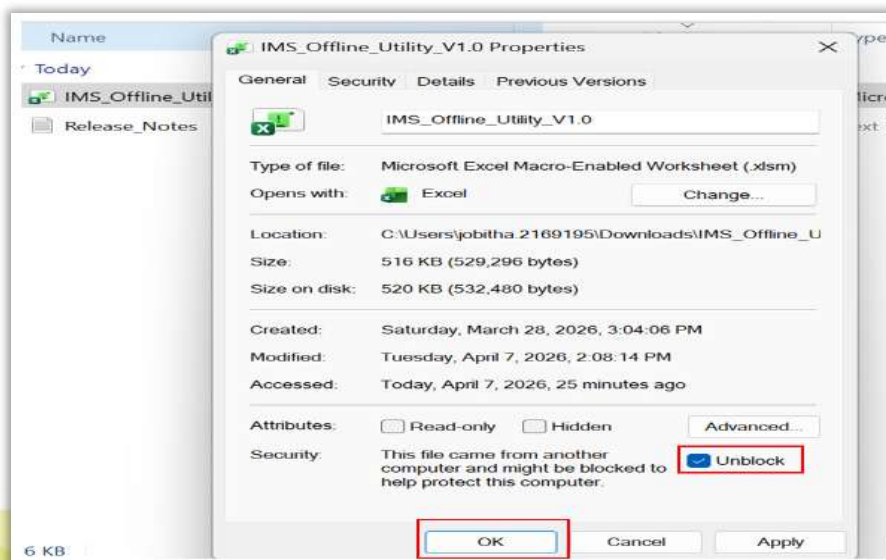 Name
Today
IMS_Offline_Util
Release_Notes
6 KB
IMS_Offline_Utility_V1.0 Properties
General Security Details Previous Versions
IMS_Offline_Utility_V1.0
Type of file: Microsoft Excel Macro-Enabled Worksheet (.xlsm)
Opens with: Excel Change...
Location: C:\Users\jobitha.2169195\Downloads\IMS_Offline_U
Size: 516 KB (529,296 bytes)
Size on disk: 520 KB (532,480 bytes)
Created: Saturday, March 28, 2026, 3:04:06 PM
Modified: Tuesday, April 7, 2026, 2:08:14 PM
Accessed: Today, April 7, 2026, 25 minutes ago
Attributes: Read-only Hidden Advanced...
Security: This file came from another
computer and might be blocked to
help protect this computer.
Unblock
OK Cancel Apply